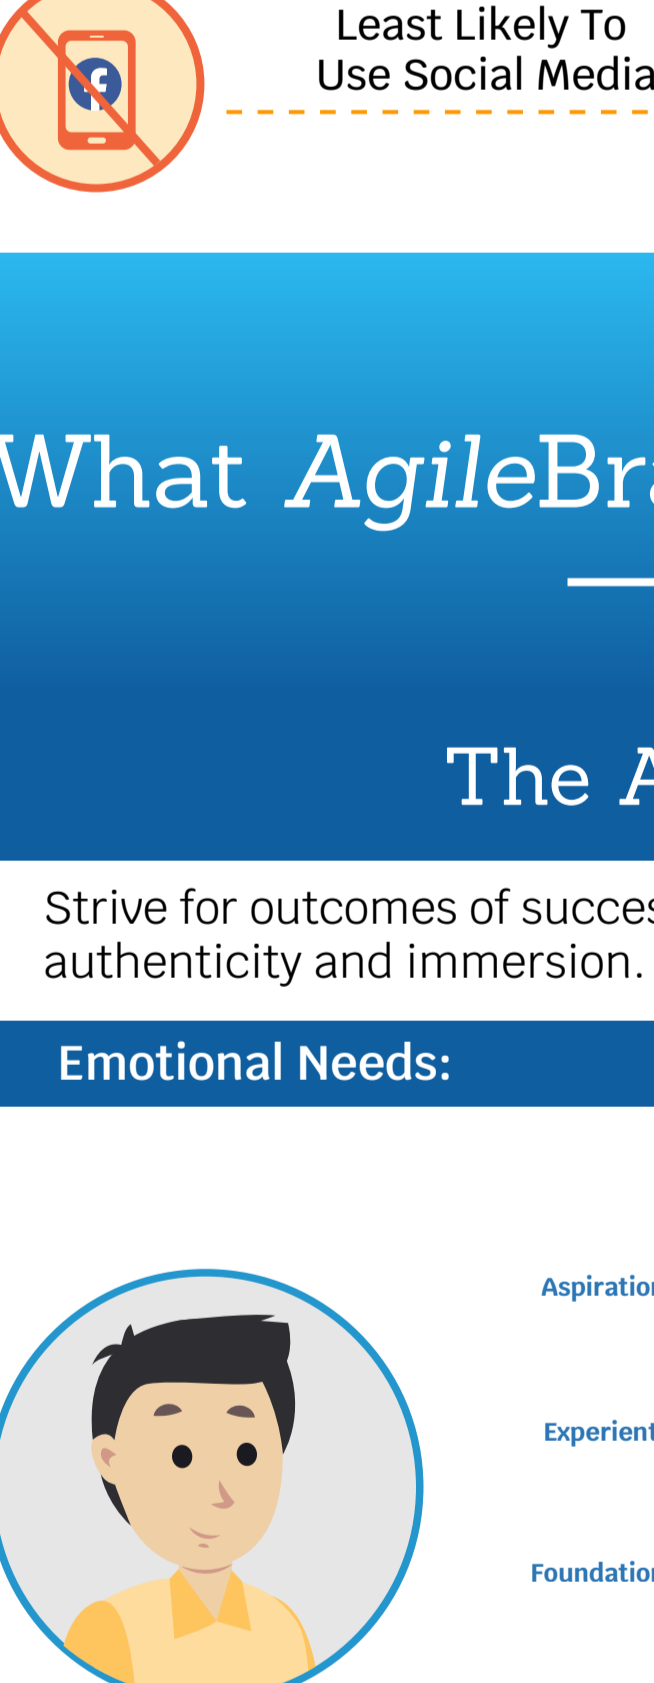 Least Likely To
Use Social Media
What AgileBra
The A
Strive for outcomes of succes
authenticity and immersion.
Emotional Needs:
Aspiration
Experient
Foundation